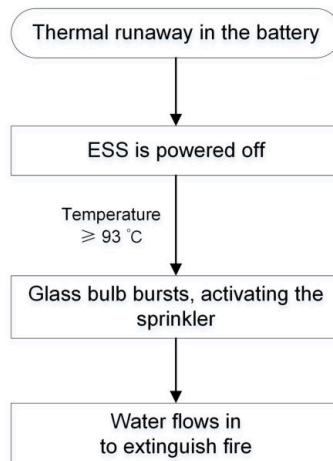 Thermal runaway in the battery
ESS is powered off
Temperature
≥ 93 ℃
Glass bulb bursts, activating the
sprinkler
Water flows in
to extinguish fire